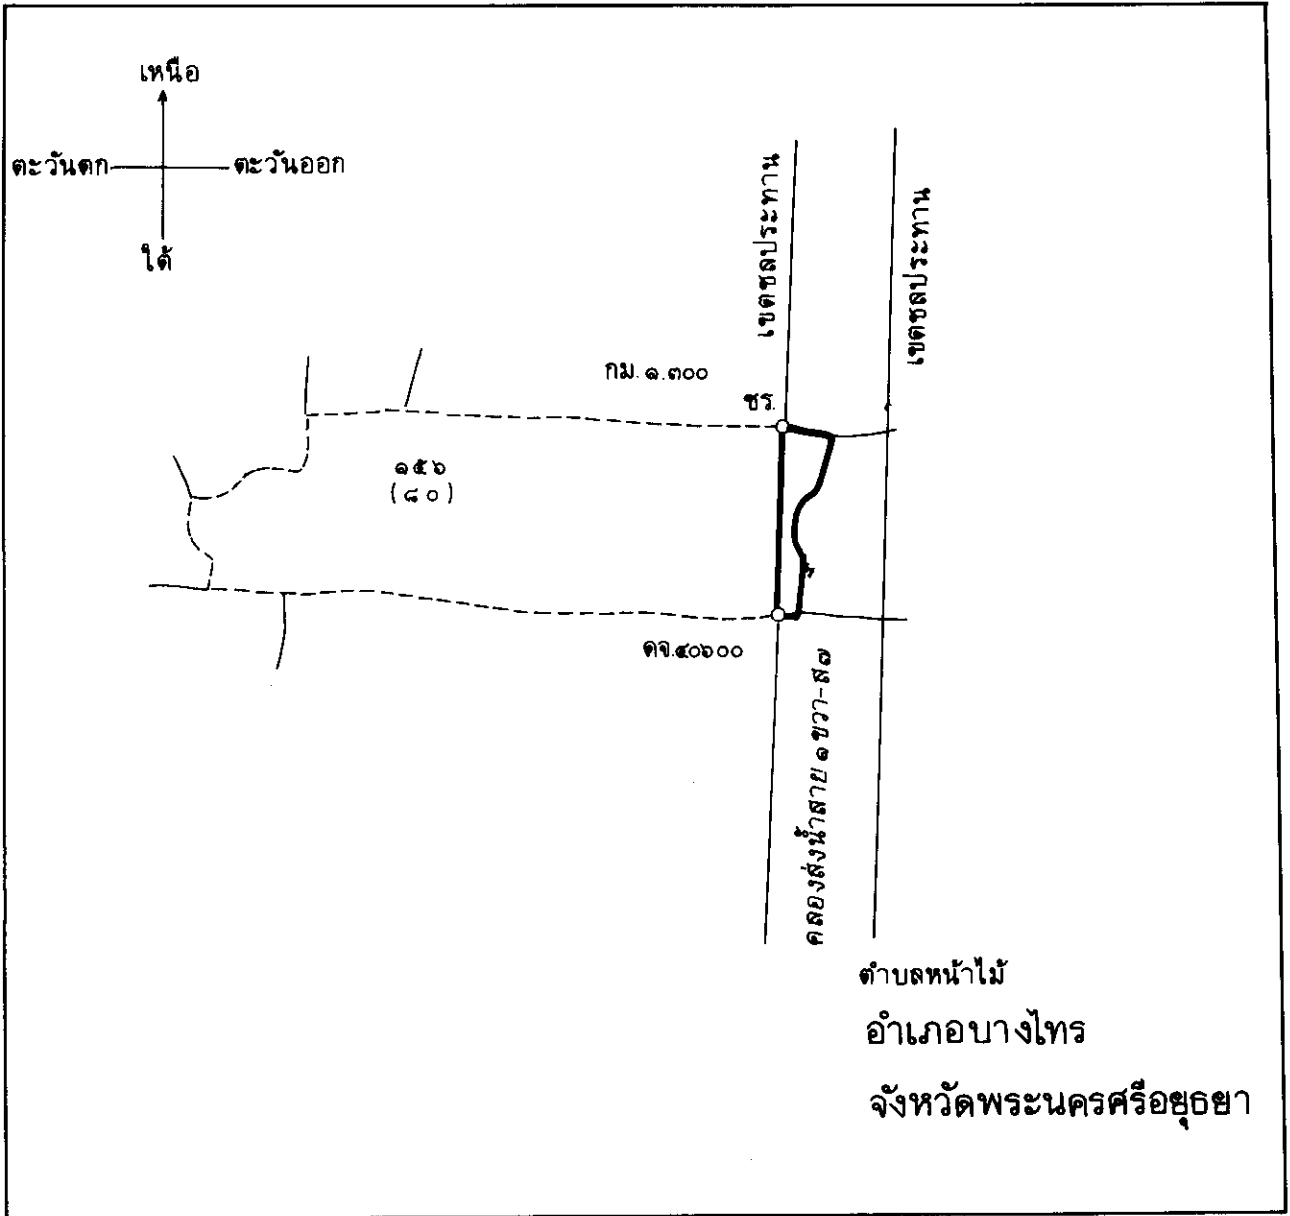 เหนือ
ตะวันตก ตะวันออก
ใต้
เขตชลประทาน
เขตชลประทาน
กม. ๑.๓๐๐
ชร.
๑๕๖
(๘๐)
ดจ.๔๐๖๐๐
คลองส่งน้ำสาย ๑ ขวา-ส๗
ตำบลหน้าไม้
อำเภอบางไทร
จังหวัดพระนครศรีอยุธยา